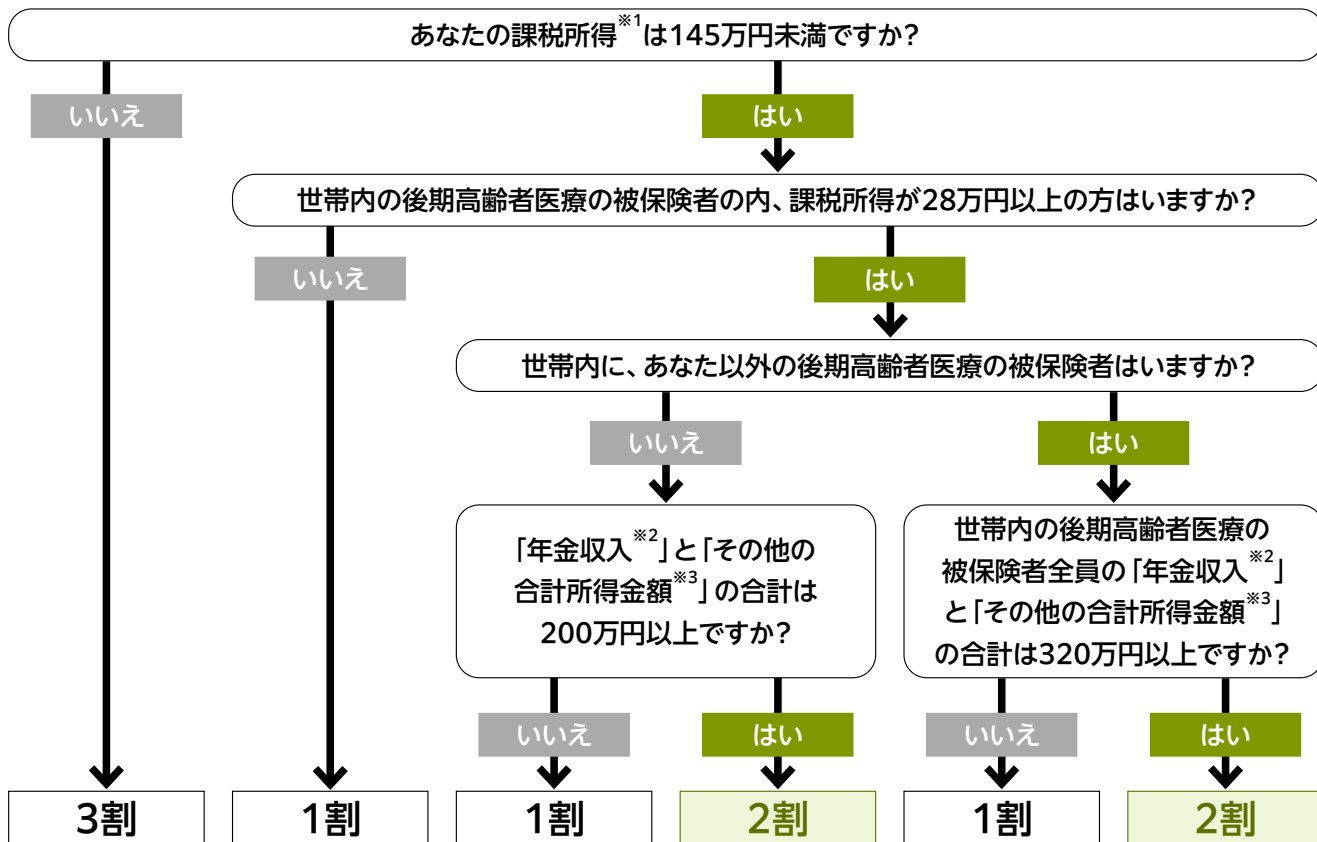 あなたの課税所得※1は145万円未満ですか?
いいえ
はい
世帯内の後期高齢者医療の被保険者の内、課税所得が28万円以上の方はいますか?
いいえ
はい
世帯内に、あなた以外の後期高齢者医療の被保険者はいますか?
いいえ
はい
「年金収入※2」と「その他の
合計所得金額※3」の合計は
200万円以上ですか?
世帯内の後期高齢者医療の
被保険者全員の「年金収入※2」
と「その他の合計所得金額※3」
の合計は320万円以上ですか?
いいえ
はい
いいえ
はい
3割
1割
1割
2割
1割
2割